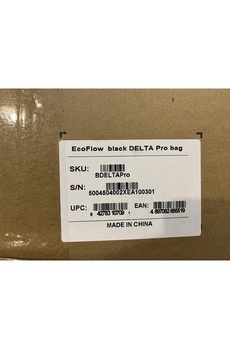 EcoFlow black DELTA Pro bag
SKU:
BDELTAPro
S/N:
5004504002XEA100301
UPC: EAN:
MADE IN CHINA